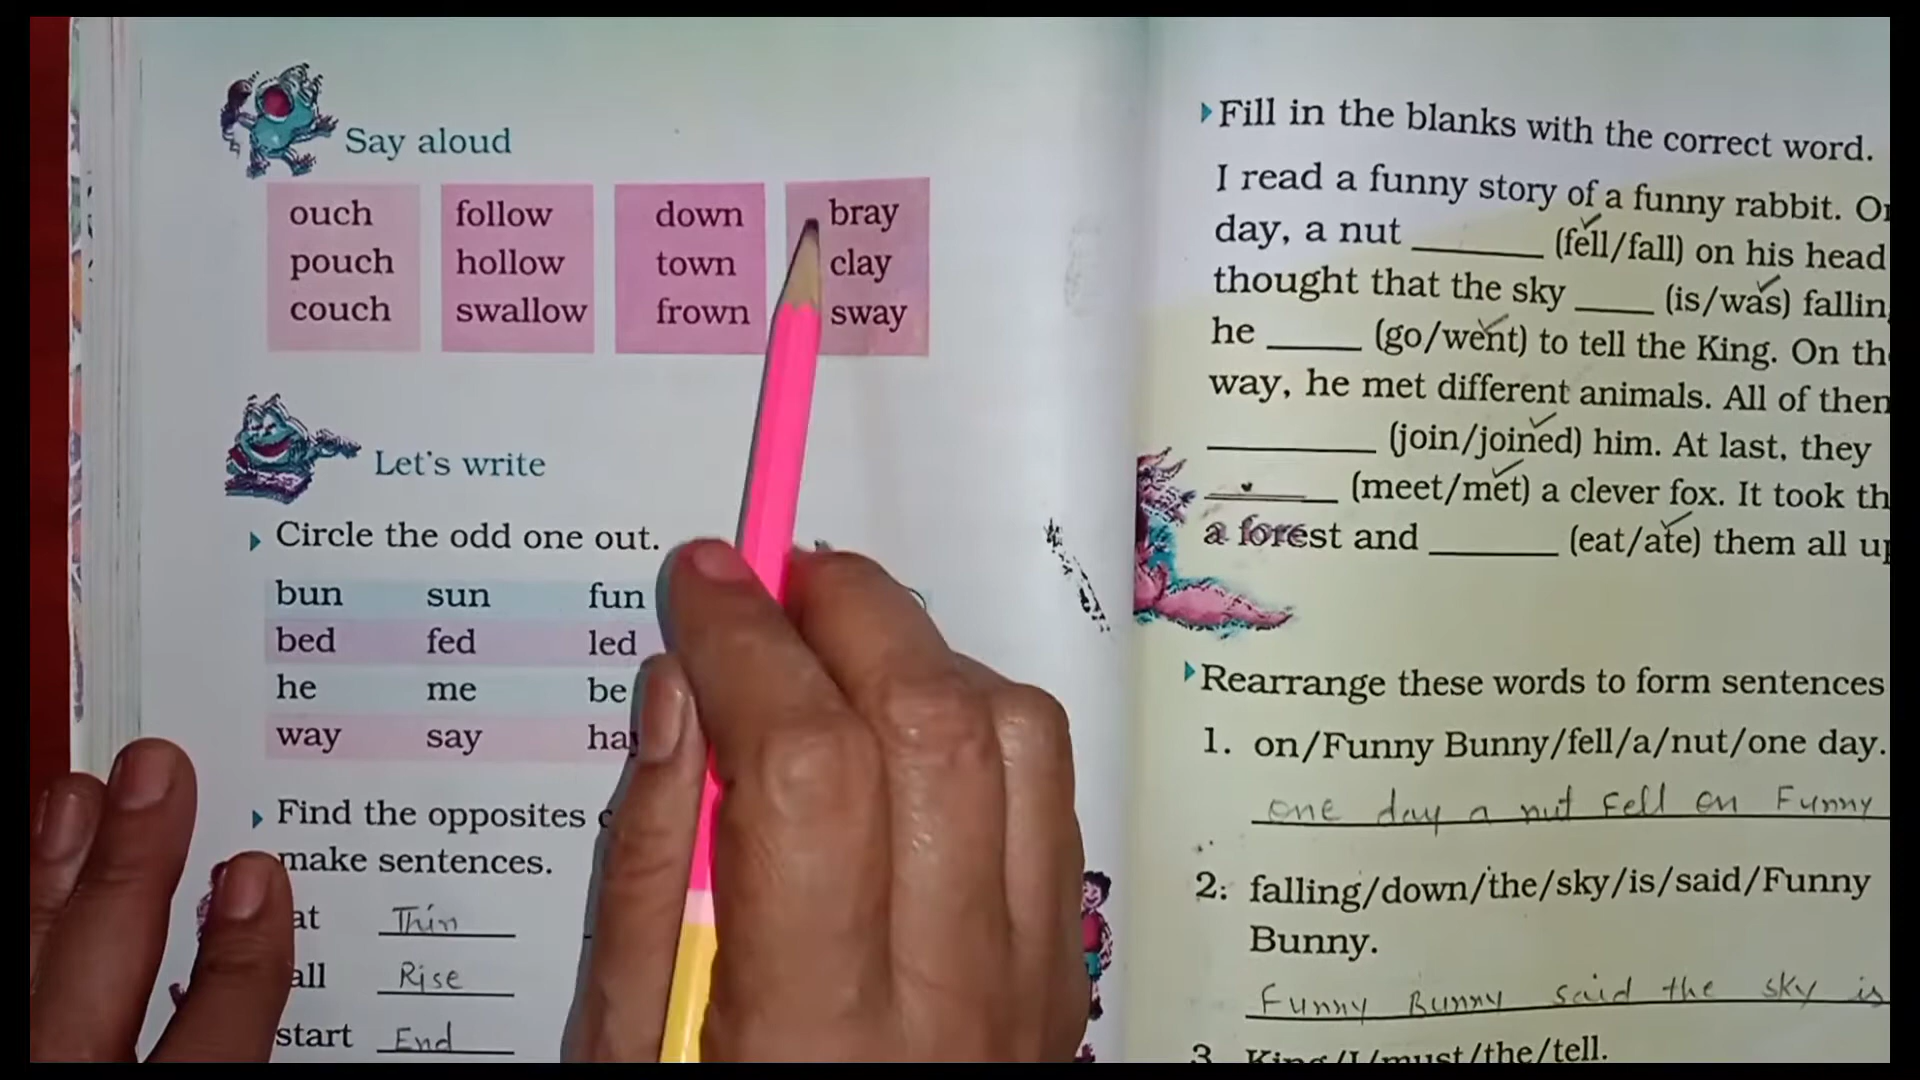 Say aloud
ouch follow down bray
pouch hollow town clay
couch swallow frown sway
Let's write
Circle the odd one out.
bun sun fun
bed fed led
he me be
way say
Find the opposites
make sentences.
Thin
Rise
start End
Fill in the blanks with the correct word.
I read a funny story of a funny rabbit.
day, a nut ______ (fell/fall) on his head
thought that the sky ____ (is/was)
he _____ (go/went) to tell the King. On
way, he met different animals. All of
_________ (join/joined) him. At last, they
_______ (meet/met) a clever fox. It took
a forest and _______ (eat/ate) them all
Rearrange these words to form sentences
1. on/Funny Bunny/fell/a/nut/one day.
one day a nut fell on Funny
2. falling/down/the/sky/is/said/Funny
Bunny.
Funny Bunny said the sky is
3. King/I/must/the/tell.